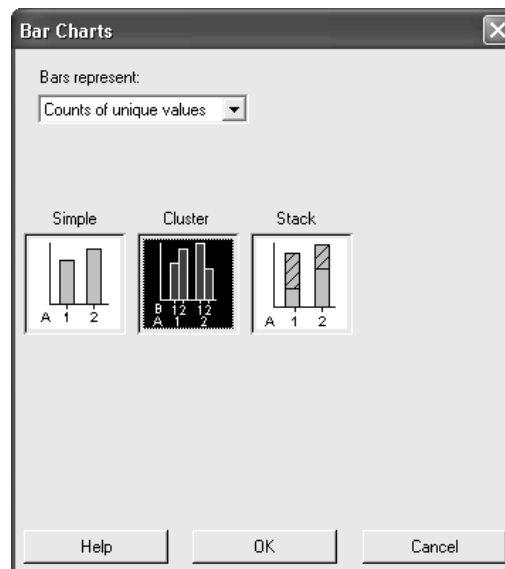 Bar Charts
Bars represent:
Counts of unique values
Simple Cluster Stack
A 1 2
B 12 12
A 1 2
A 1 2
Help OK Cancel